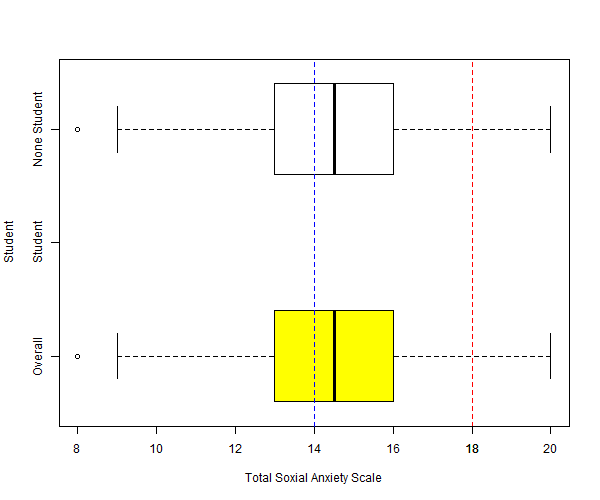 None Student
Student
Student
Overall
8 10 12 14 16 18 20
Total Soxial Anxiety Scale